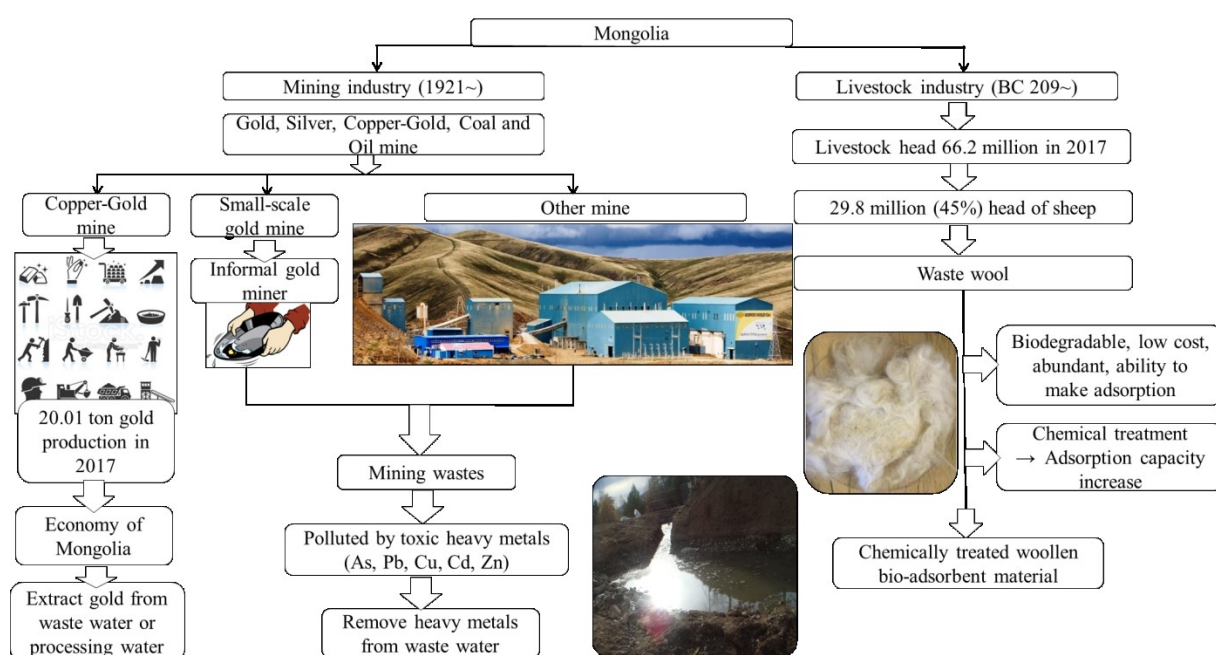 Mongolia
Mining industry (1921~)
Gold, Silver, Copper-Gold, Coal and
Oil mine
Copper-Gold
mine
20.01 ton gold
production in
2017
Economy of
Mongolia
Extract gold from
waste water or
processing water
Small-scale
gold mine
Informal gold
miner
Other mine
Mining wastes
Polluted by toxic heavy metals
(As, Pb, Cu, Cd, Zn)
Remove heavy metals
from waste water
Livestock industry (BC 209~)
Livestock head 66.2 million in 2017
29.8 million (45%) head of sheep
Waste wool
Biodegradable, low cost,
abundant, ability to
make adsorption
Chemical treatment
→ Adsorption capacity
increase
Chemically treated woollen
bio-adsorbent material